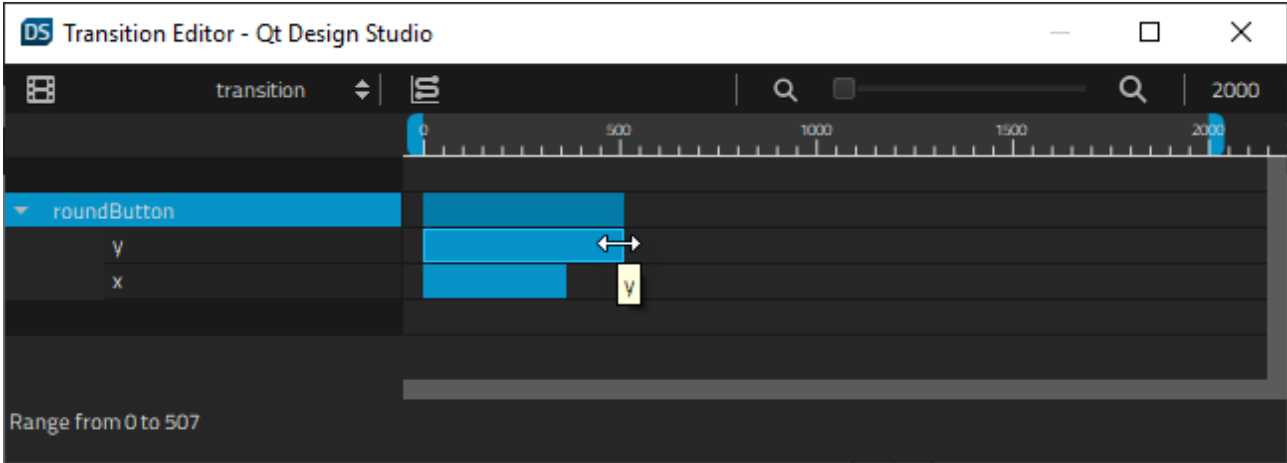 DS Transition Editor - Qt Design Studio
transition 2000
0 500 1000 1500 2000
roundButton
y
x
y
Range from 0 to 507